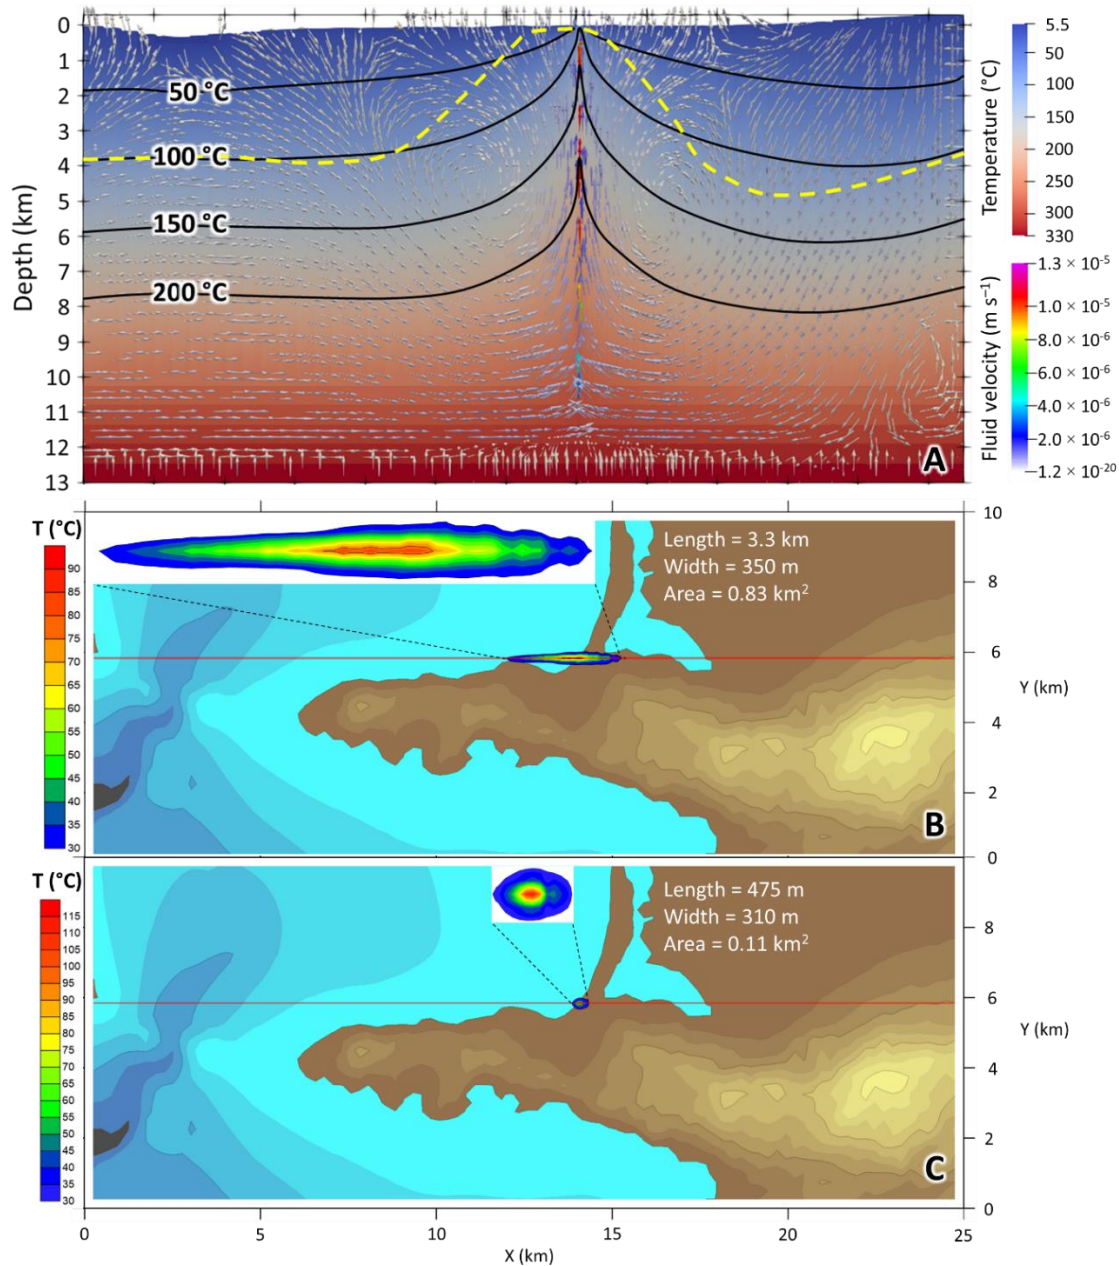 0
1
2
3
4
5
6
7
8
9
10
11
12
13
Depth (km)
50 °C
100 °C
150 °C
200 °C
A
Temperature (°C)
5.5
50
100
150
200
250
300
330
Fluid velocity (m s⁻¹)
1.3 × 10⁻⁵
1.0 × 10⁻⁵
8.0 × 10⁻⁶
6.0 × 10⁻⁶
4.0 × 10⁻⁶
2.0 × 10⁻⁶
1.2 × 10⁻²⁰
T (°C)
90
85
80
75
70
65
60
55
50
45
40
35
30
Length = 3.3 km
Width = 350 m
Area = 0.83 km²
B
10
8
6
4
2
0
Y (km)
T (°C)
115
110
105
100
95
90
85
80
75
70
65
60
55
50
45
40
35
30
Length = 475 m
Width = 310 m
Area = 0.11 km²
C
8
6
4
2
0
Y (km)
0
5
10
15
20
25
X (km)